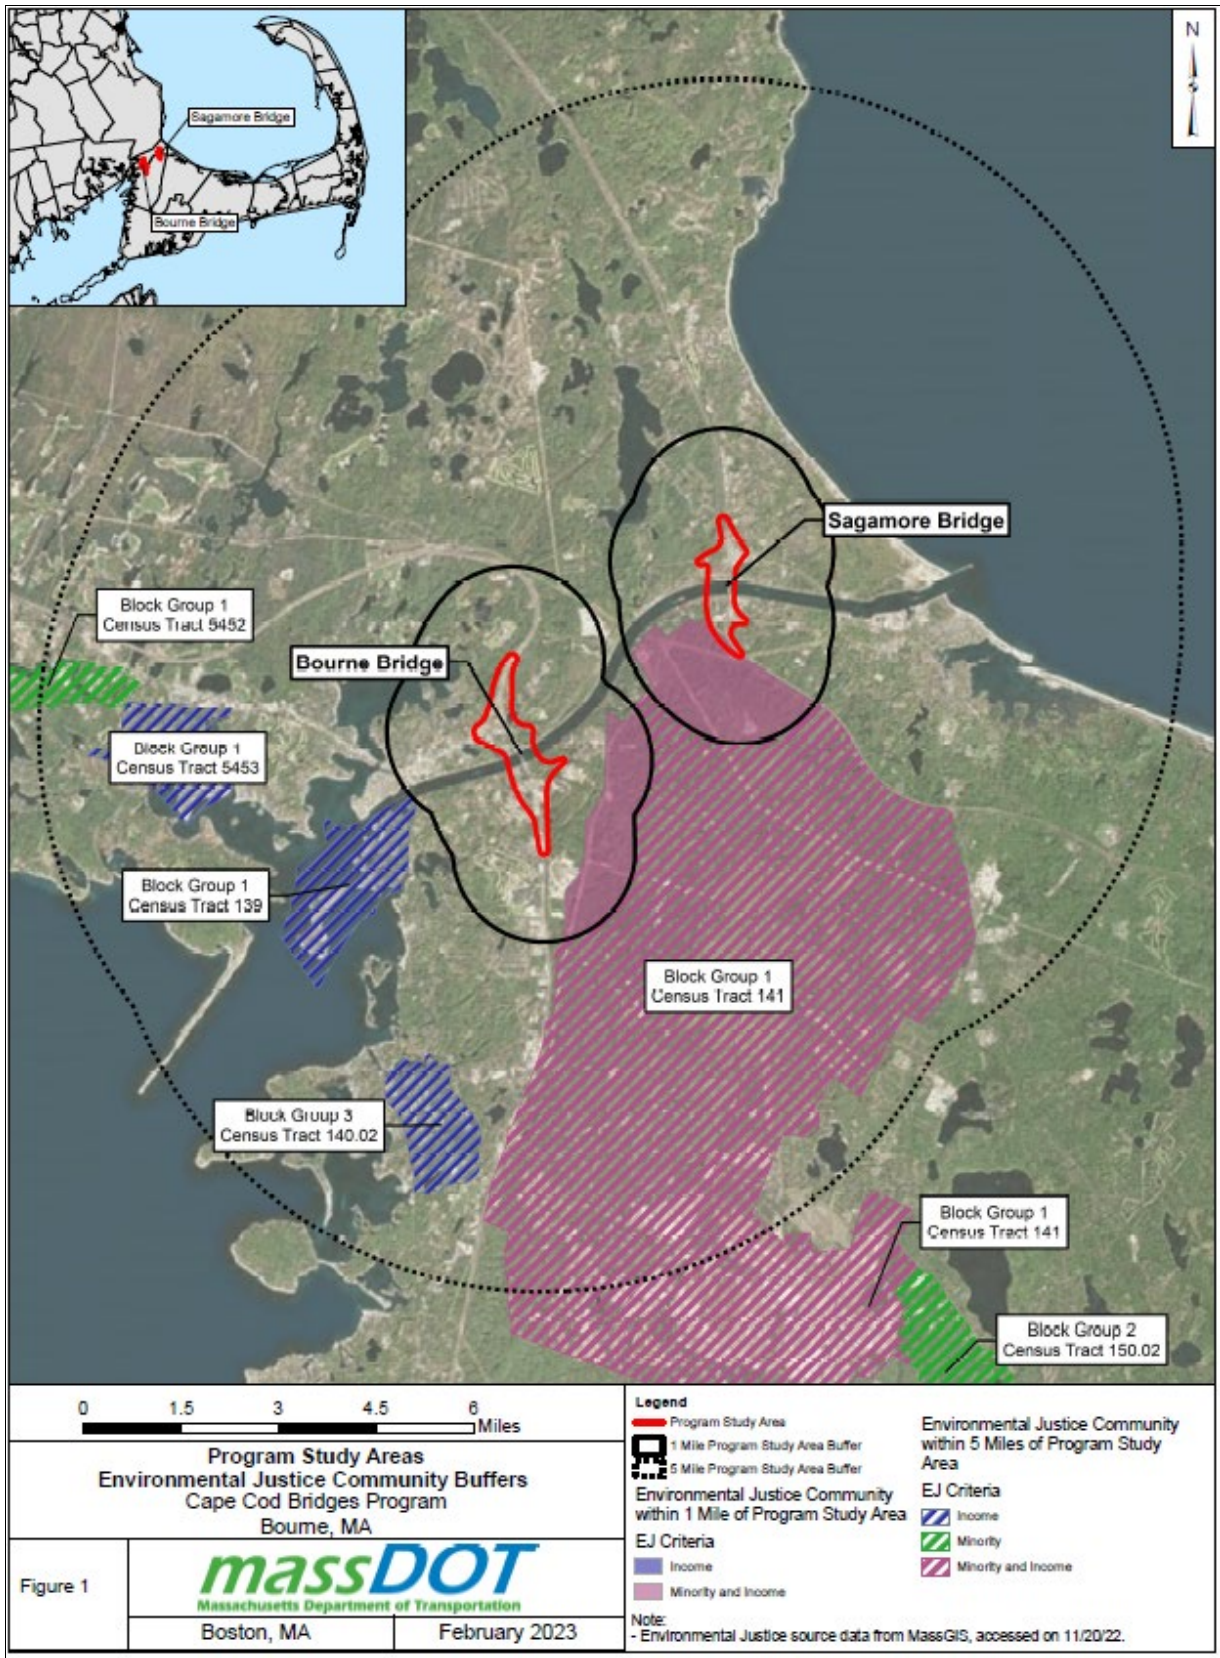 N
Sagamore Bridge
Bourne Bridge
Sagamore Bridge
Block Group 1
Census Tract 5452
Bourne Bridge
Block Group 1
Census Tract 5453
Block Group 1
Census Tract 139
Block Group 1
Census Tract 141
Block Group 3
Census Tract 140.02
Block Group 1
Census Tract 141
Block Group 2
Census Tract 150.02
0 1.5 3 4.5 6
Miles
Program Study Areas
Environmental Justice Community Buffers
Cape Cod Bridges Program
Bourne, MA
Figure 1
massDOT
Massachusetts Department of Transportation
Boston, MA
February 2023
Legend
Program Study Area
1 Mile Program Study Area Buffer
5 Mile Program Study Area Buffer
Environmental Justice Community
within 1 Mile of Program Study Area
EJ Criteria
Income
Minority and Income
Environmental Justice Community
within 5 Miles of Program Study
Area
EJ Criteria
Income
Minority
Minority and Income
Note:
- Environmental Justice source data from MassGIS, accessed on 11/20/22.